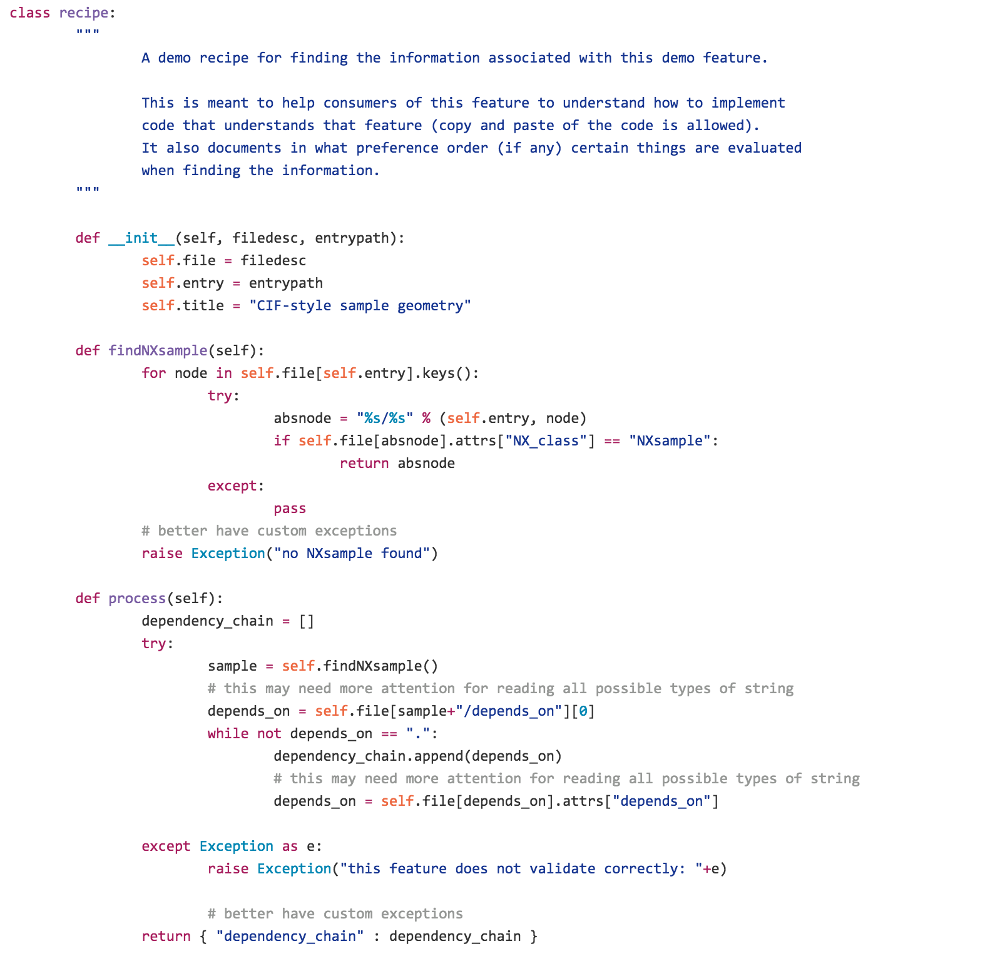 class recipe:
"""
A demo recipe for finding the information associated with this demo feature.
This is meant to help consumers of this feature to understand how to implement
code that understands that feature (copy and paste of the code is allowed).
It also documents in what preference order (if any) certain things are evaluated
when finding the information.
"""
def __init__(self, filedesc, entrypath):
self.file = filedesc
self.entry = entrypath
self.title = "CIF-style sample geometry"
def findNXsample(self):
for node in self.file[self.entry].keys():
try:
absnode = "%s/%s" % (self.entry, node)
if self.file[absnode].attrs["NX_class"] == "NXsample":
return absnode
except:
pass
# better have custom exceptions
raise Exception("no NXsample found")
def process(self):
dependency_chain = []
try:
sample = self.findNXsample()
# this may need more attention for reading all possible types of string
depends_on = self.file[sample+"/depends_on"][0]
while not depends_on == ".":
dependency_chain.append(depends_on)
# this may need more attention for reading all possible types of string
depends_on = self.file[depends_on].attrs["depends_on"]
except Exception as e:
raise Exception("this feature does not validate correctly: "+e)
# better have custom exceptions
return { "dependency_chain" : dependency_chain }